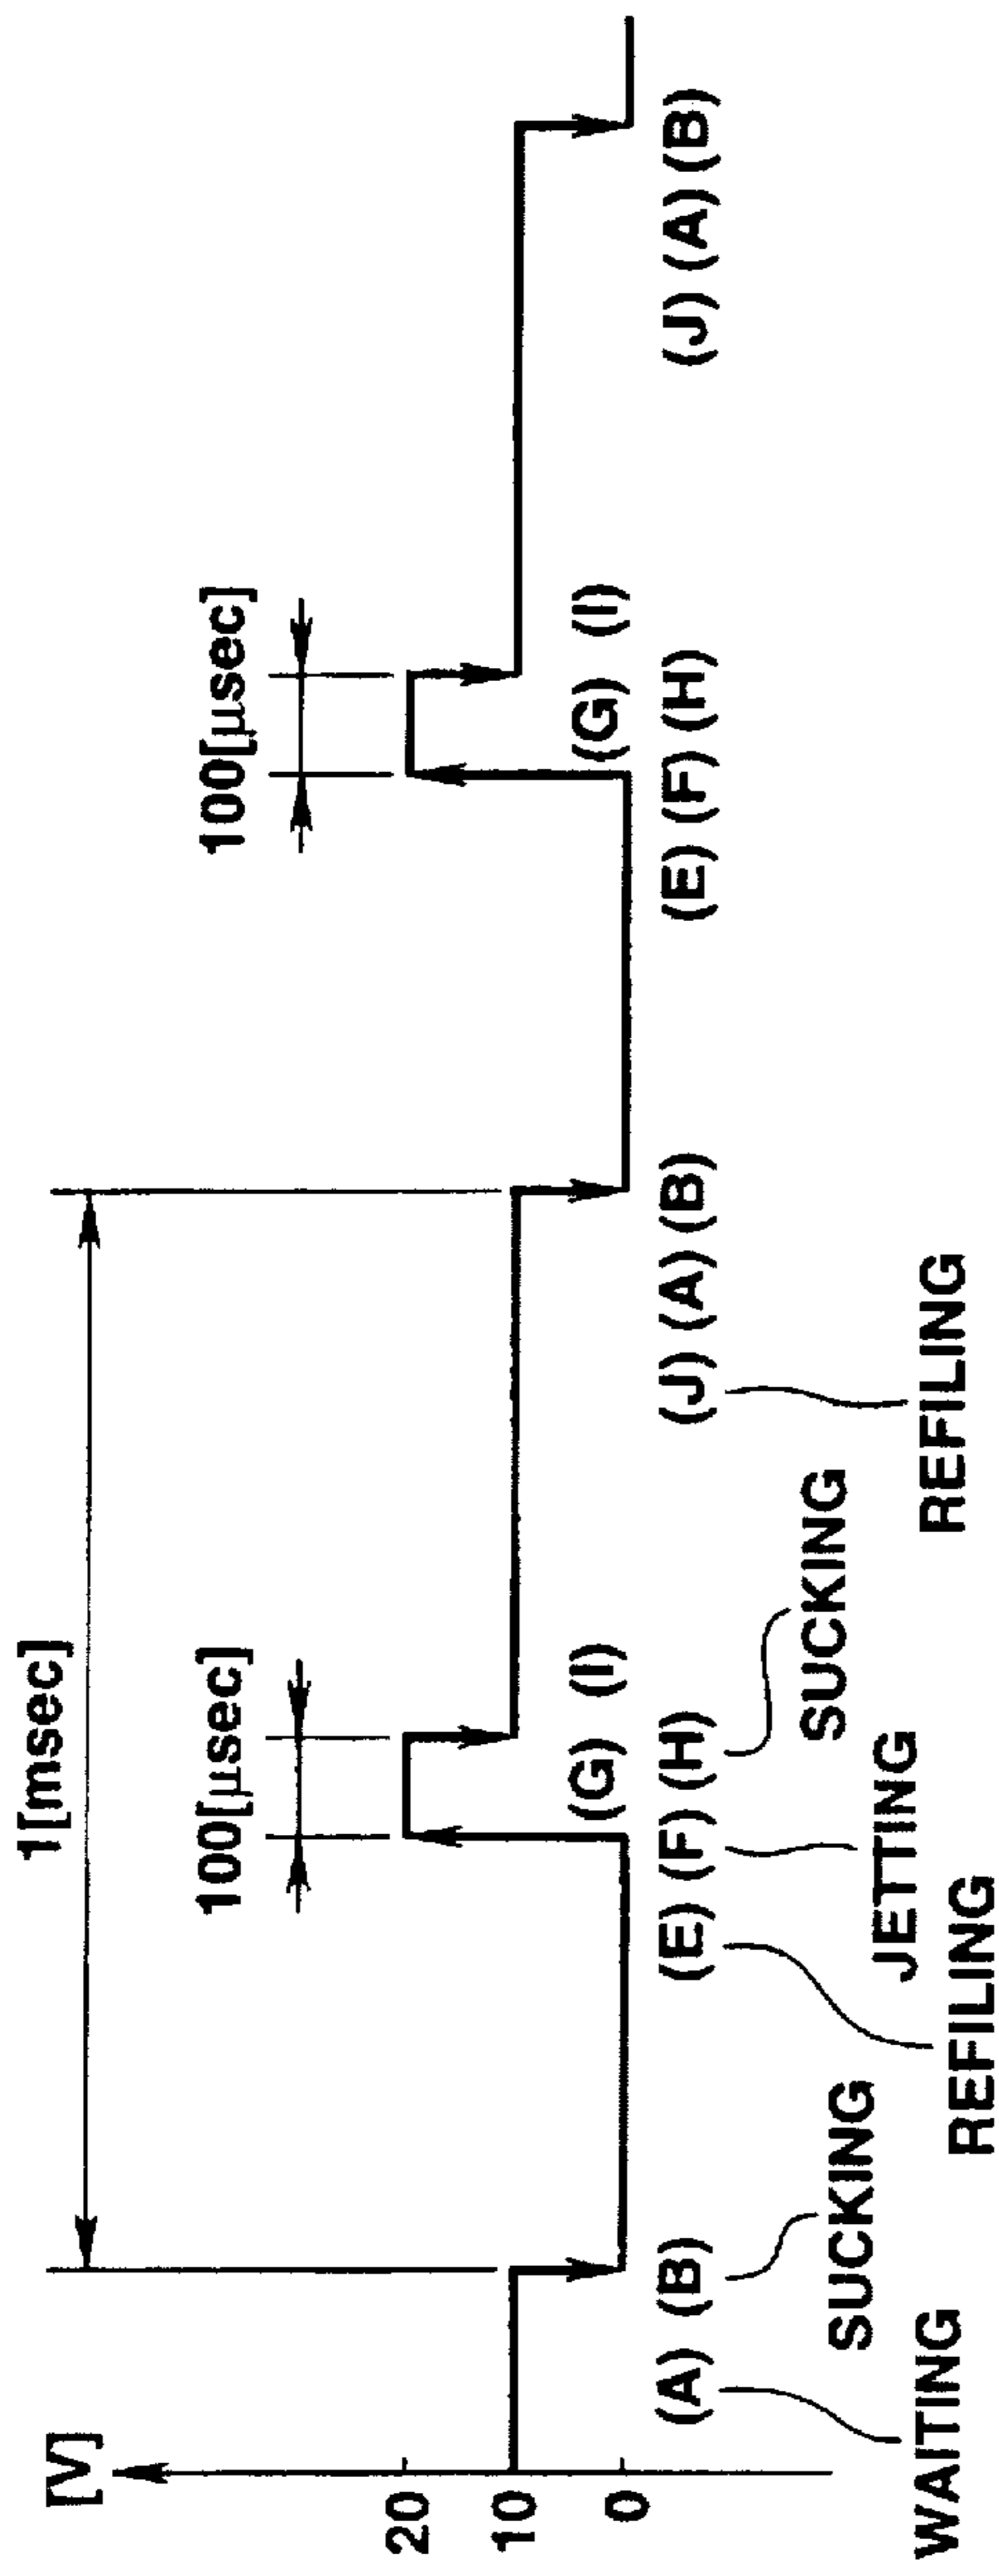 [V]
1[msec]
100[μsec]
100[μsec]
20
10
0
(G) (I)
(G) (I)
(A) (B)
(E) (F) (H)
(J) (A) (B)
(E) (F) (H)
(J) (A) (B)
WAITING
SUCKING
REFILING
JETTING
SUCKING
REFILING